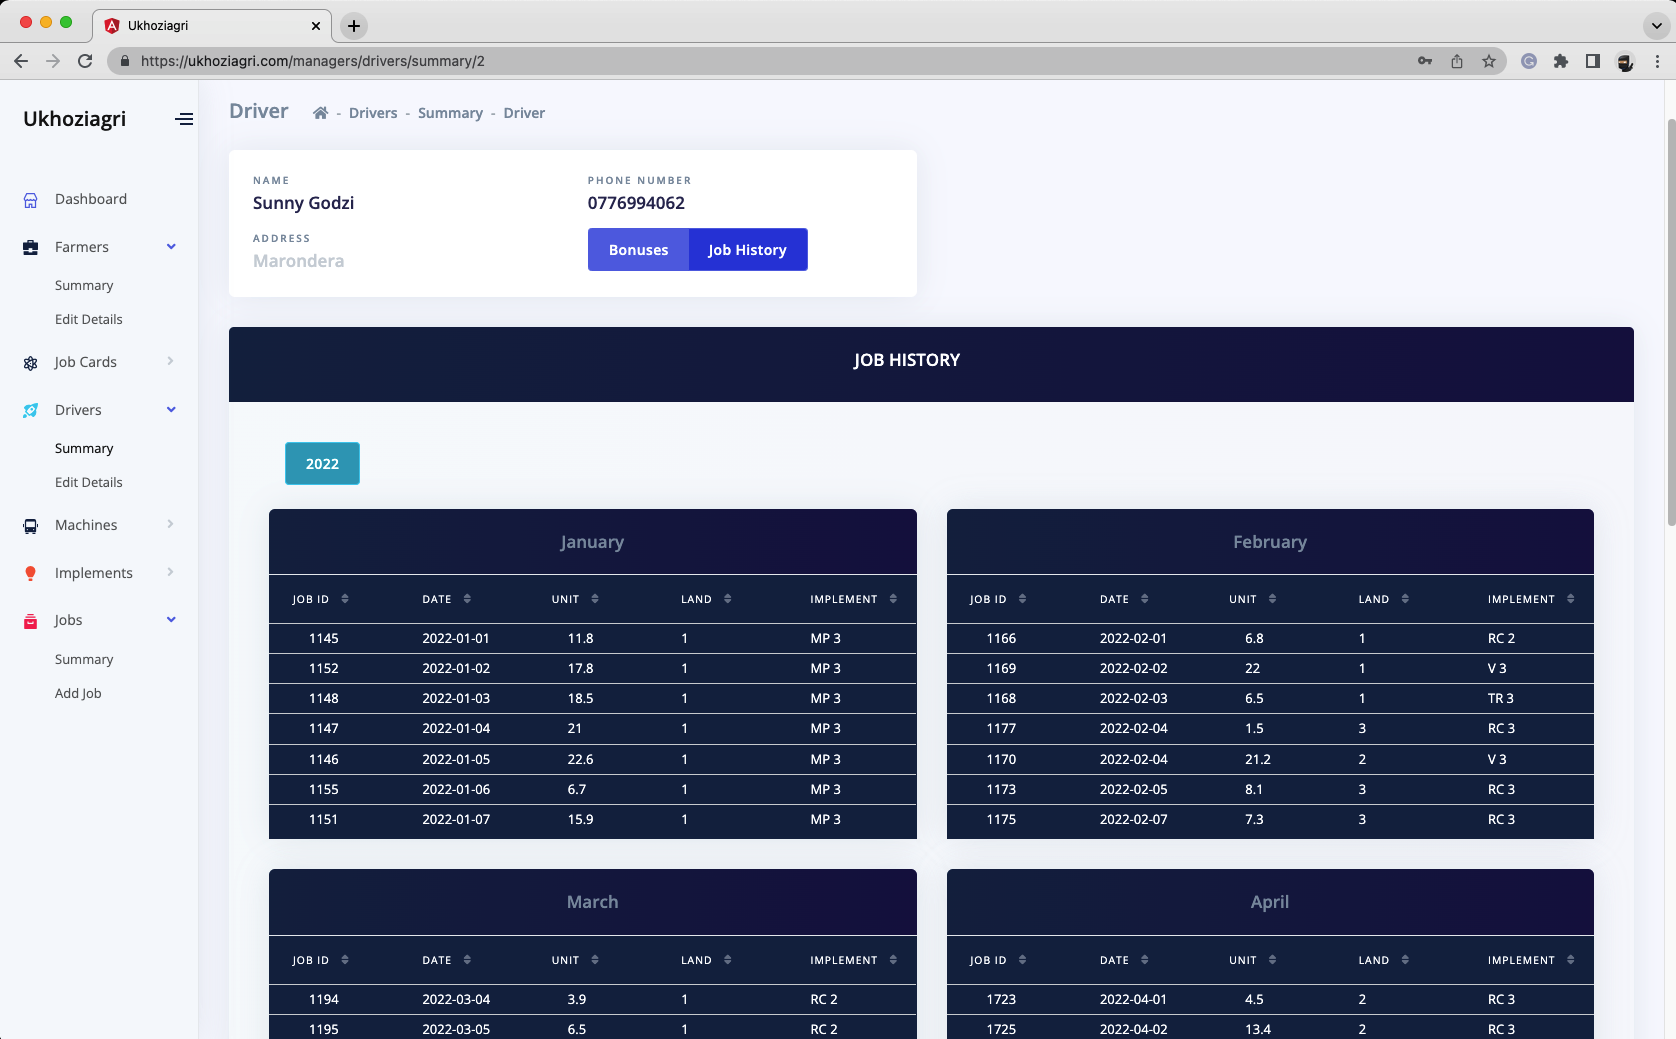 Ukhoziagri
https://ukhoziagri.com/managers/drivers/summary/2
Ukhoziagri
Dashboard
Farmers
Summary
Edit Details
Job Cards
Drivers
Summary
Edit Details
Machines
Implements
Jobs
Summary
Add Job
Driver - Drivers - Summary - Driver
NAME PHONE NUMBER
Sunny Godzi 0776994062
ADDRESS
Marondera
Bonuses Job History
JOB HISTORY
2022
January
JOB ID DATE UNIT LAND IMPLEMENT
1145 2022-01-01 11.8 1 MP 3
1152 2022-01-02 17.8 1 MP 3
1148 2022-01-03 18.5 1 MP 3
1147 2022-01-04 21 1 MP 3
1146 2022-01-05 22.6 1 MP 3
1155 2022-01-06 6.7 1 MP 3
1151 2022-01-07 15.9 1 MP 3
February
JOB ID DATE UNIT LAND IMPLEMENT
1166 2022-02-01 6.8 1 RC 2
1169 2022-02-02 22 1 V 3
1168 2022-02-03 6.5 1 TR 3
1177 2022-02-04 1.5 3 RC 3
1170 2022-02-04 21.2 2 V 3
1173 2022-02-05 8.1 3 RC 3
1175 2022-02-07 7.3 3 RC 3
March
JOB ID DATE UNIT LAND IMPLEMENT
1194 2022-03-04 3.9 1 RC 2
1195 2022-03-05 6.5 1 RC 2
April
JOB ID DATE UNIT LAND IMPLEMENT
1723 2022-04-01 4.5 2 RC 3
1725 2022-04-02 13.4 2 RC 3